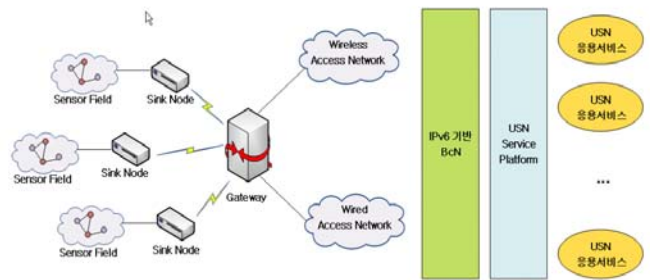 Wireless
Access Network
Sensor Field
Sink Node
Sensor Field
Sink Node
Gateway
Sensor Field
Sink Node
Wired
Access Network
IPv6 기반
BcN
USN
Service
Platform
USN
응용서비스
USN
응용서비스
...
USN
응용서비스